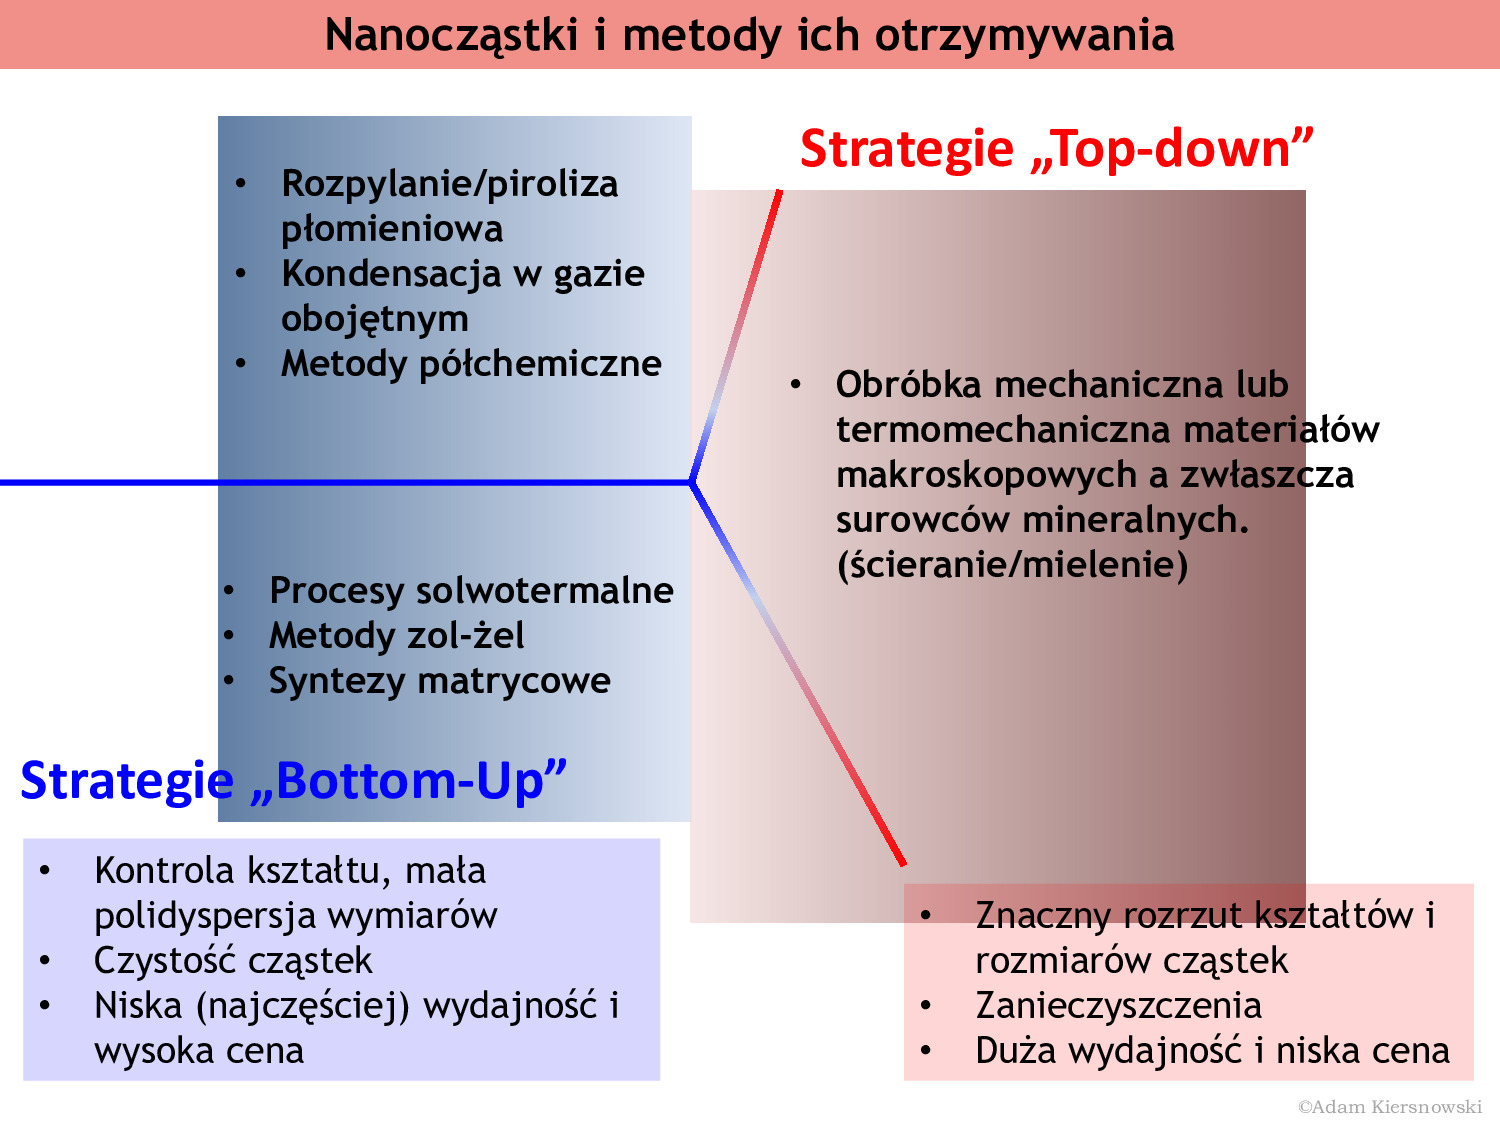 Nanocząstki i metody ich otrzymywania
• Rozpylanie/piroliza
płomieniowa
• Kondensacja w gazie
obojętnym
• Metody półchemiczne
• Procesy solwotermalne
• Metody zol-żel
• Syntezy matrycowe
Strategie „Bottom-Up”
• Kontrola kształtu, mała
polidyspersja wymiarów
• Czystość cząstek
• Niska (najczęściej) wydajność i
wysoka cena
Strategie „Top-down”
• Obróbka mechaniczna lub
termomechaniczna materiałów
makroskopowych a zwłaszcza
surowców mineralnych.
(ścieranie/mielenie)
• Znaczny rozrzut kształtów i
rozmiarów cząstek
• Zanieczyszczenia
• Duża wydajność i niska cena
©Adam Kiersnowski